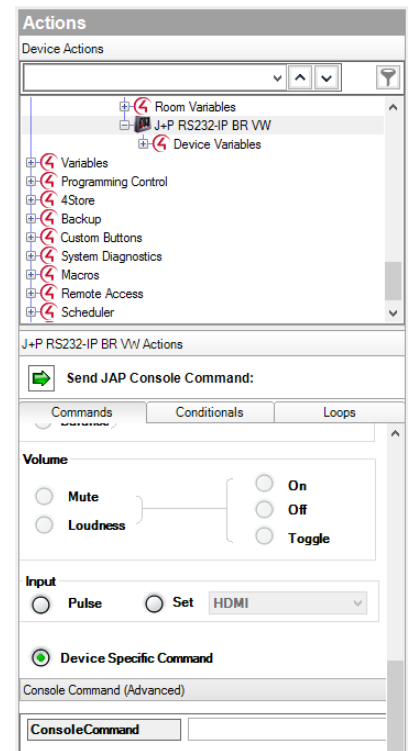 Actions
Device Actions
Room Variables
J+P RS232-IP BR VW
Device Variables
Variables
Programming Control
4Store
Backup
Custom Buttons
System Diagnostics
Macros
Remote Access
Scheduler
J+P RS232-IP BR VW Actions
Send JAP Console Command:
Commands Conditionals Loops
Volume
Mute
Loudness
On
Off
Toggle
Input
Pulse Set HDMI
Device Specific Command
Console Command (Advanced)
ConsoleCommand